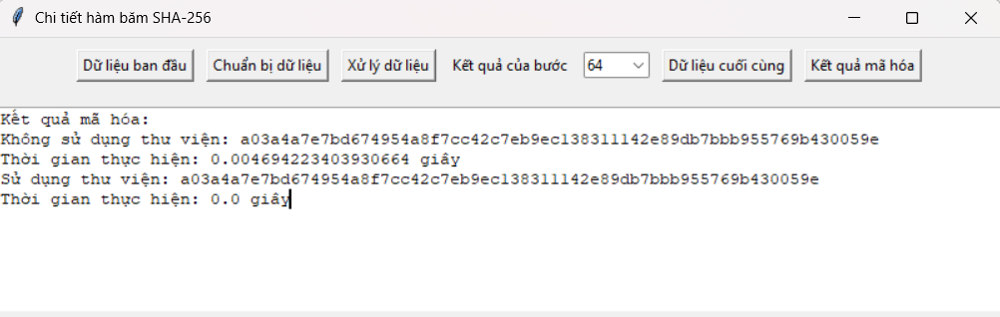 Chi tiết hàm băm SHA-256
Dữ liệu ban đầu Chuẩn bị dữ liệu Xử lý dữ liệu Kết quả của bước 64 Dữ liệu cuối cùng Kết quả mã hóa
Kết quả mã hóa:
Không sử dụng thư viện: a03a4a7e7bd674954a8f7cc42c7eb9ec138311142e89db7bbb955769b430059e
Thời gian thực hiện: 0.004694223403930664 giây
Sử dụng thư viện: a03a4a7e7bd674954a8f7cc42c7eb9ec138311142e89db7bbb955769b430059e
Thời gian thực hiện: 0.0 giây